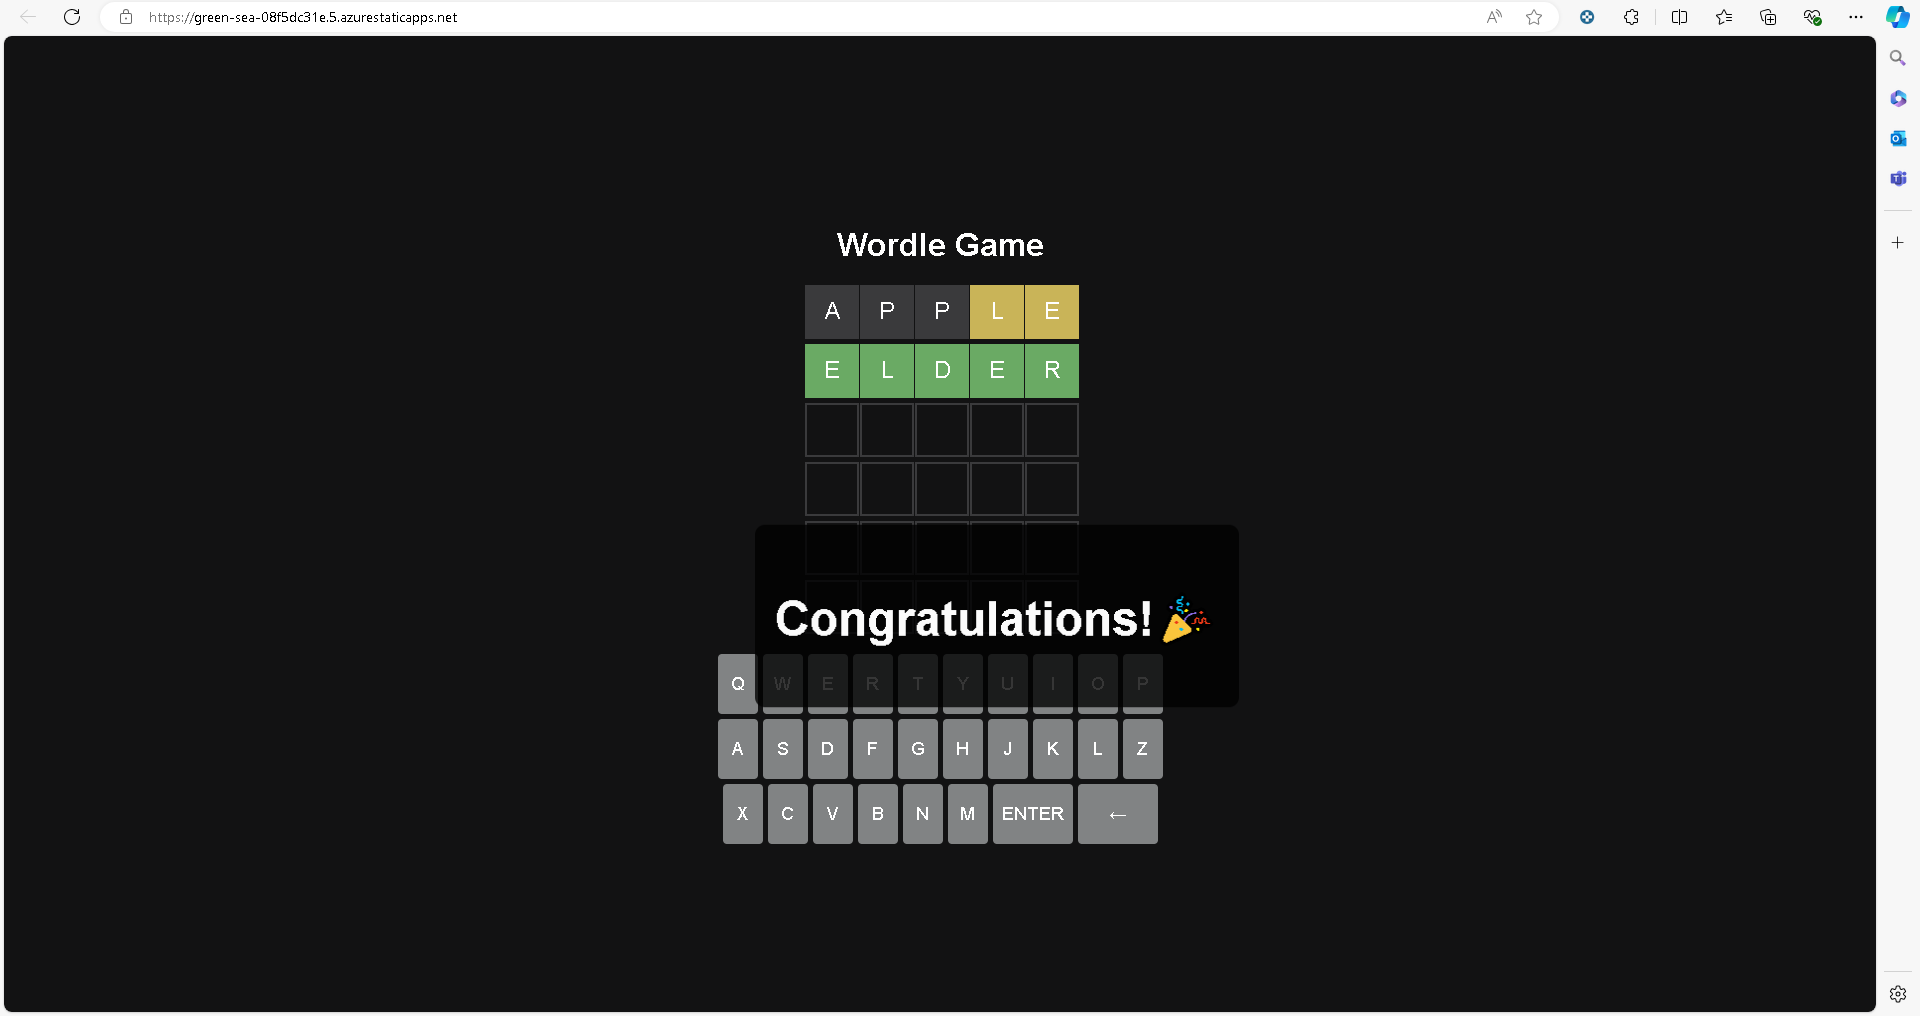 https://green-sea-08f5dc31e.5.azurestaticapps.net
Wordle Game
A P P L E
E L D E R
Congratulations! 🎉
Q W E R T Y U I O P
A S D F G H J K L Z
X C V B N M ENTER ←